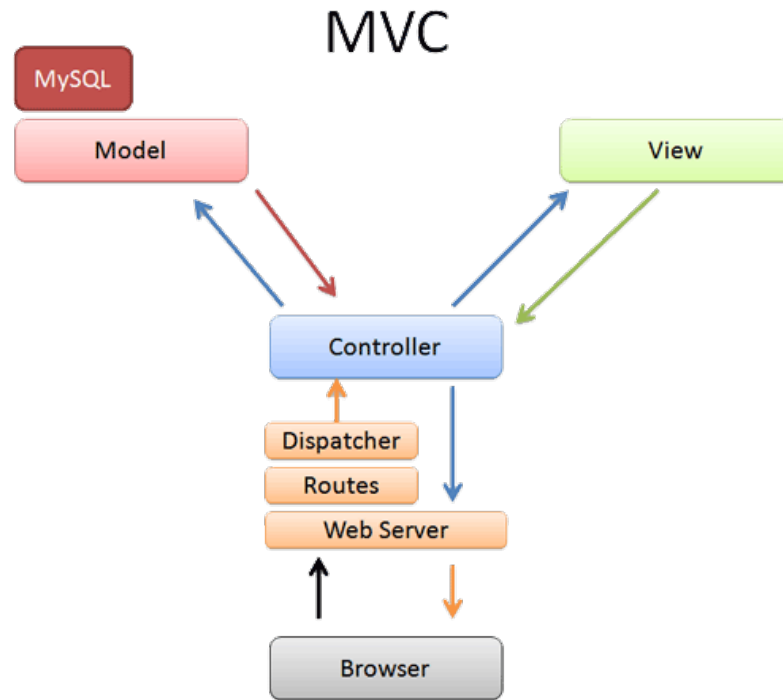 MVC
MySQL
Model
View
Controller
Dispatcher
Routes
Web Server
Browser